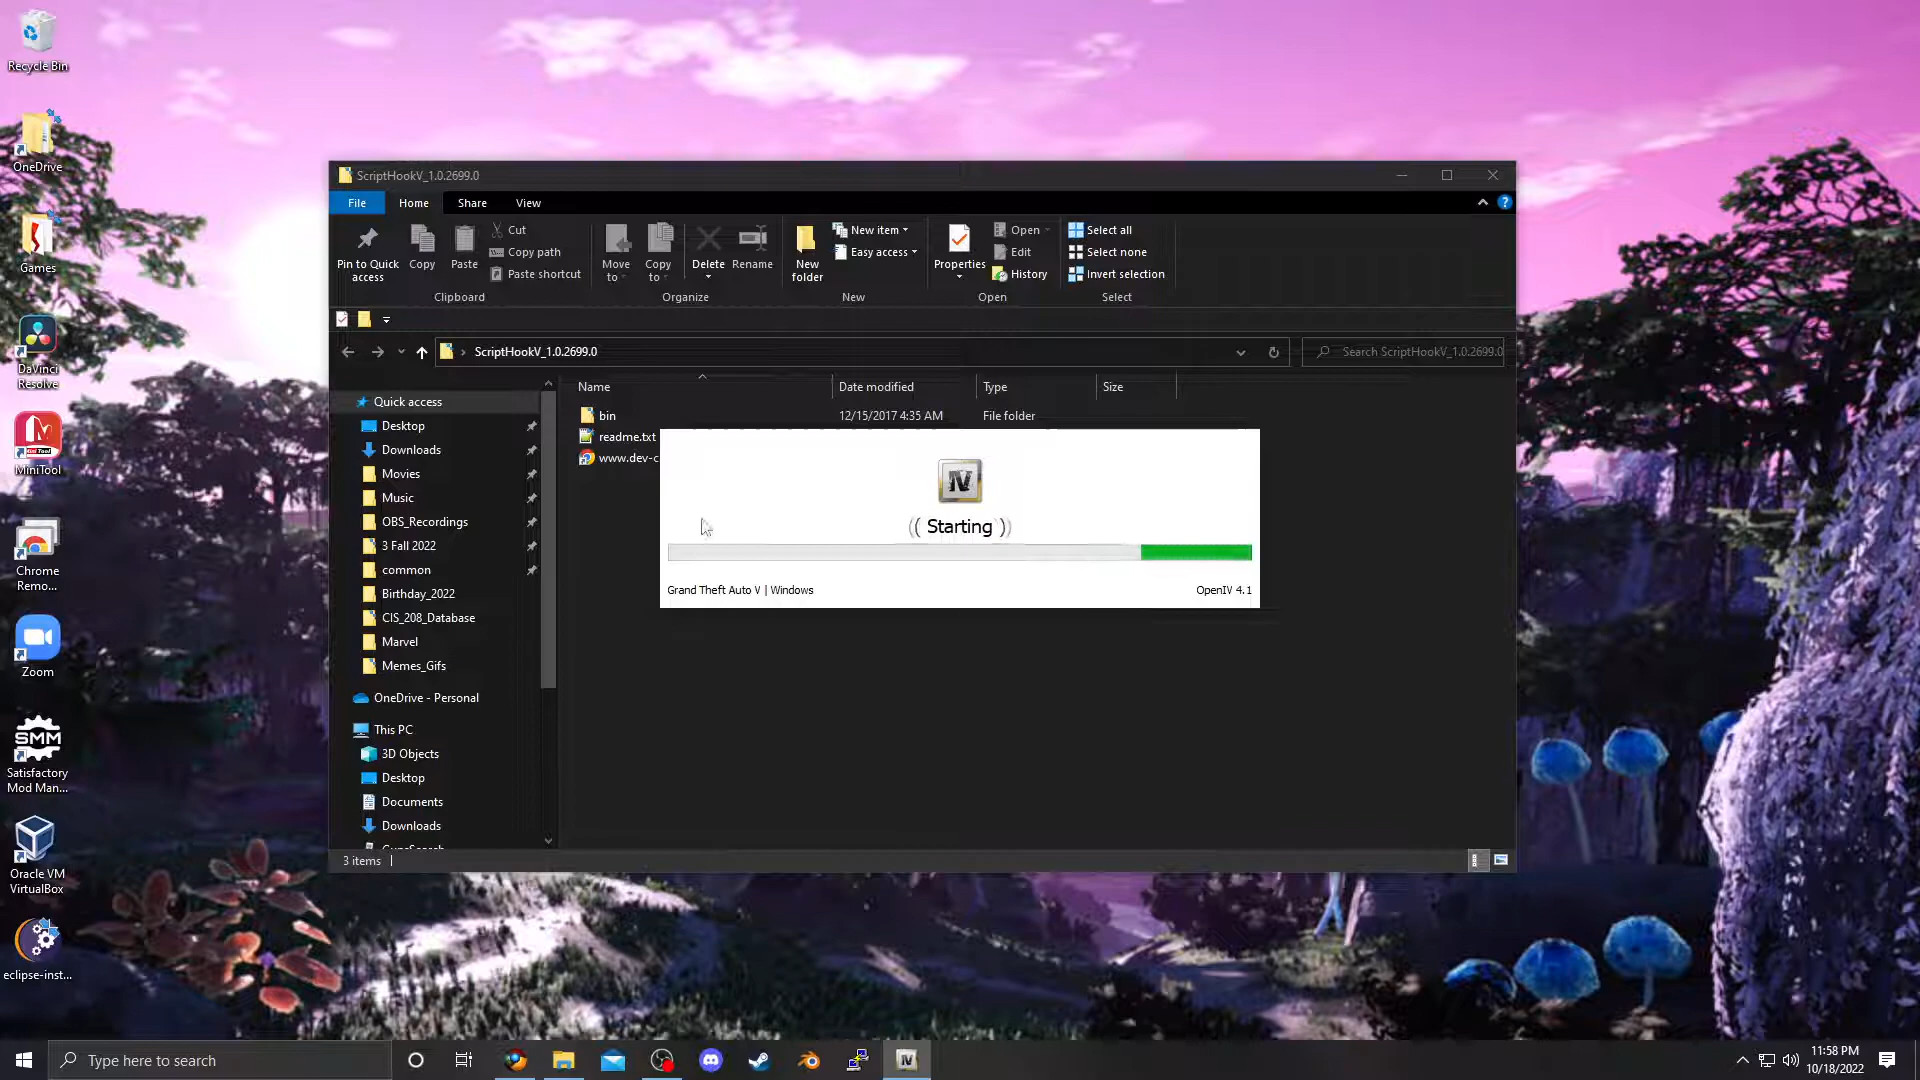 Recycle Bin
OneDrive
Games
DaVinci
Resolve
MiniTool
Chrome
Remo...
Zoom
SMM
Satisfactory
Mod Man...
Oracle VM
VirtualBox
eclipse-inst...
ScriptHookV_1.0.2699.0
File
Home
Share
View
Pin to Quick
access
Copy
Paste
Cut
Copy path
Paste shortcut
Clipboard
Move
to
Copy
to
Delete
Rename
Organize
New
folder
New item
Easy access
New
Properties
Open
Edit
History
Open
Select all
Select none
Invert selection
Select
ScriptHookV_1.0.2699.0
Search ScriptHookV_1.0.2699.0
Name
Date modified
Type
Size
Quick access
Desktop
Downloads
Movies
Music
OBS_Recordings
3 Fall 2022
common
Birthday_2022
CIS_208_Database
Marvel
Memes_Gifs
OneDrive - Personal
This PC
3D Objects
Desktop
Documents
Downloads
bin
12/15/2017 4:35 AM
File folder
readme.txt
www.dev-c
IV
(( Starting ))
Grand Theft Auto V | Windows
OpenIV 4.1
3 items
Type here to search
IV
11:58 PM
10/18/2022